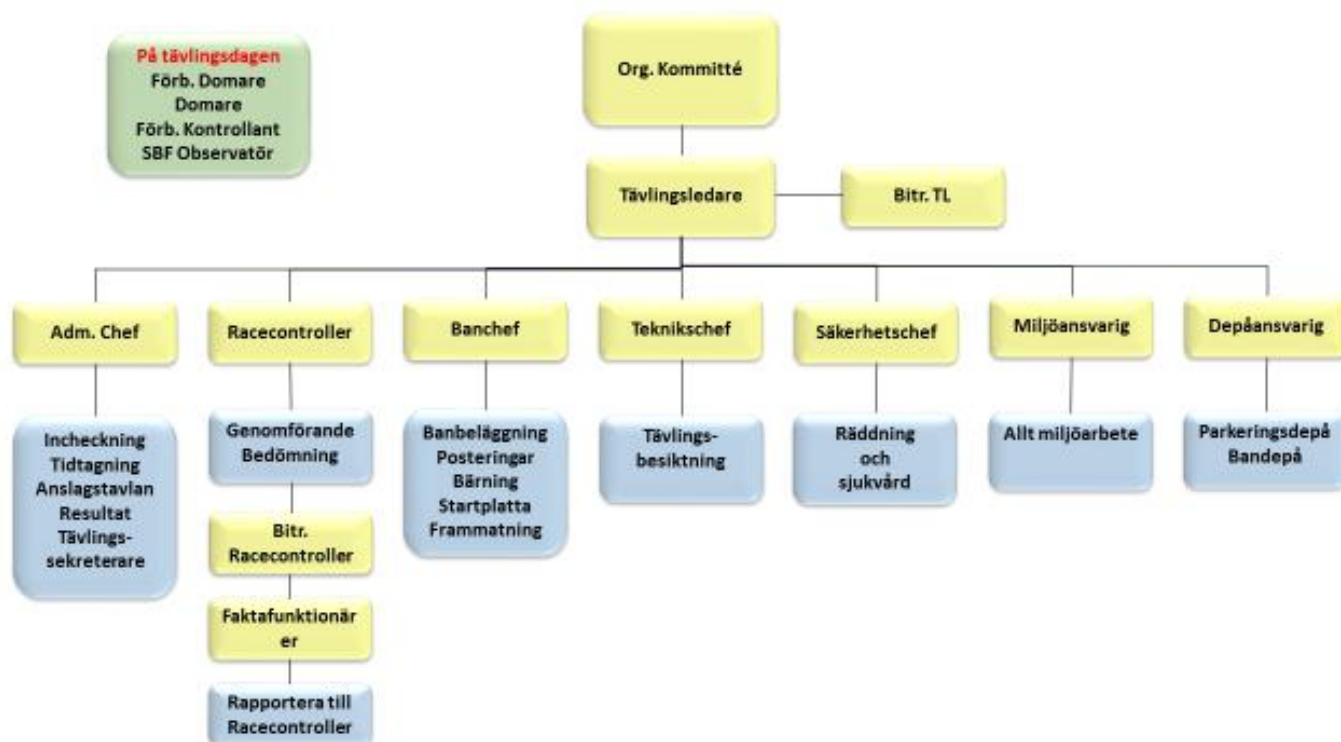 På tävlingsdagen
Förb. Domare
Domare
Förb. Kontrollant
SBF Observatör
Org. Kommitté
Tävlingsledare
Bitr. TL
Adm. Chef
Racecontroller
Banchef
Teknikschef
Säkerhetschef
Miljöansvarig
Depåansvarig
Incheckning
Tidtagning
Anslagstavlan
Resultat
Tävlings-
sekreterare
Genomförande
Bedömning
Bitr.
Racecontroller
Faktafunktionär
er
Rapportera till
Racecontroller
Banbeläggning
Posteringar
Bärning
Startplatta
Frammatning
Tävlings-
besiktning
Räddning
och
sjukvård
Allt miljöarbete
Parkeringsdepå
Bandepå